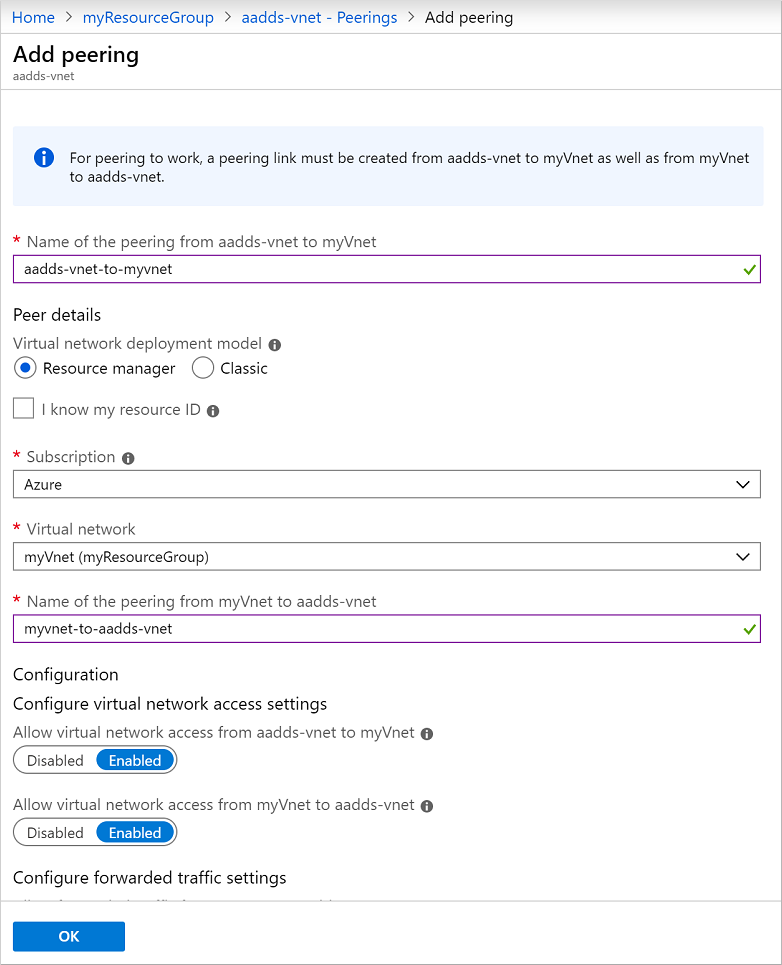 Home > myResourceGroup > aadds-vnet - Peerings > Add peering
Add peering
aadds-vnet
For peering to work, a peering link must be created from aadds-vnet to myVnet as well as from myVnet
to aadds-vnet.
* Name of the peering from aadds-vnet to myVnet
aadds-vnet-to-myvnet
Peer details
Virtual network deployment model
Resource manager Classic
I know my resource ID
* Subscription
Azure
* Virtual network
myVnet (myResourceGroup)
* Name of the peering from myVnet to aadds-vnet
myvnet-to-aadds-vnet
Configuration
Configure virtual network access settings
Allow virtual network access from aadds-vnet to myVnet
Disabled Enabled
Allow virtual network access from myVnet to aadds-vnet
Disabled Enabled
Configure forwarded traffic settings
OK